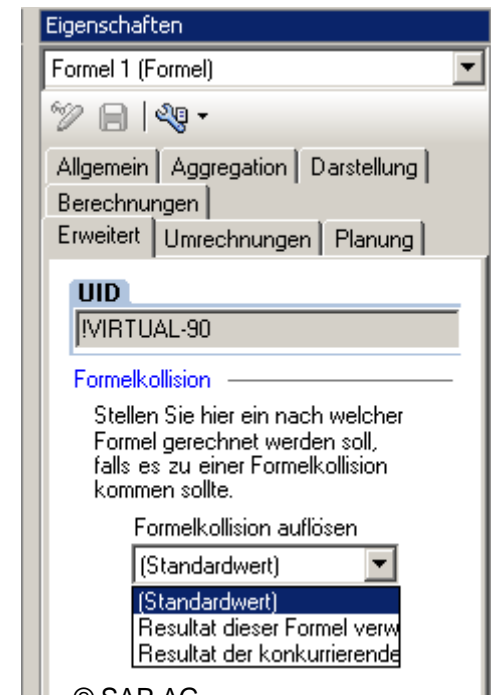 Eigenschaften
Formel 1 (Formel)
Allgemein Aggregation Darstellung
Berechnungen
Erweitert Umrechnungen Planung
UID
!VIRTUAL-90
Formelkollision
Stellen Sie hier ein nach welcher
Formel gerechnet werden soll,
falls es zu einer Formelkollision
kommen sollte.
Formelkollision auflösen
(Standardwert)
(Standardwert)
Resultat dieser Formel verw
Resultat der konkurrierende
© SAP AG